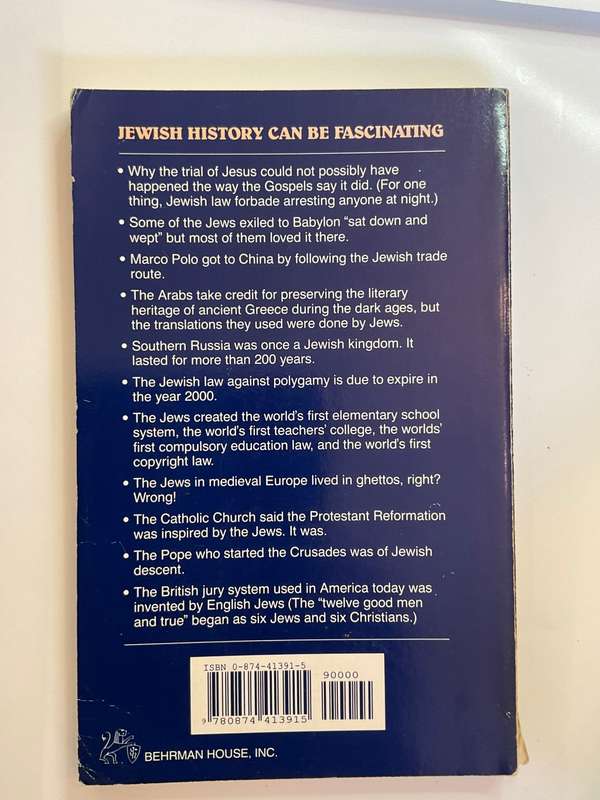 JEWISH HISTORY CAN BE FASCINATING
• Why the trial of Jesus could not possibly have
happened the way the Gospels say it did. (For one
thing, Jewish law forbade arresting anyone at night.)
• Some of the Jews exiled to Babylon “sat down and
wept” but most of them loved it there.
• Marco Polo got to China by following the Jewish trade
route.
• The Arabs take credit for preserving the literary
heritage of ancient Greece during the dark ages, but
the translations they used were done by Jews.
• Southern Russia was once a Jewish kingdom. It
lasted for more than 200 years.
• The Jewish law against polygamy is due to expire in
the year 2000.
• The Jews created the world's first elementary school
system, the world's first teachers' college, the worlds'
first compulsory education law, and the world's first
copyright law.
• The Jews in medieval Europe lived in ghettos, right?
Wrong!
• The Catholic Church said the Protestant Reformation
was inspired by the Jews. It was.
• The Pope who started the Crusades was of Jewish
descent.
• The British jury system used in America today was
invented by English Jews (The “twelve good men
and true” began as six Jews and six Christians.)
ISBN 0-874-41391-5
90000
9 780874 413915
BEHRMAN HOUSE, INC.